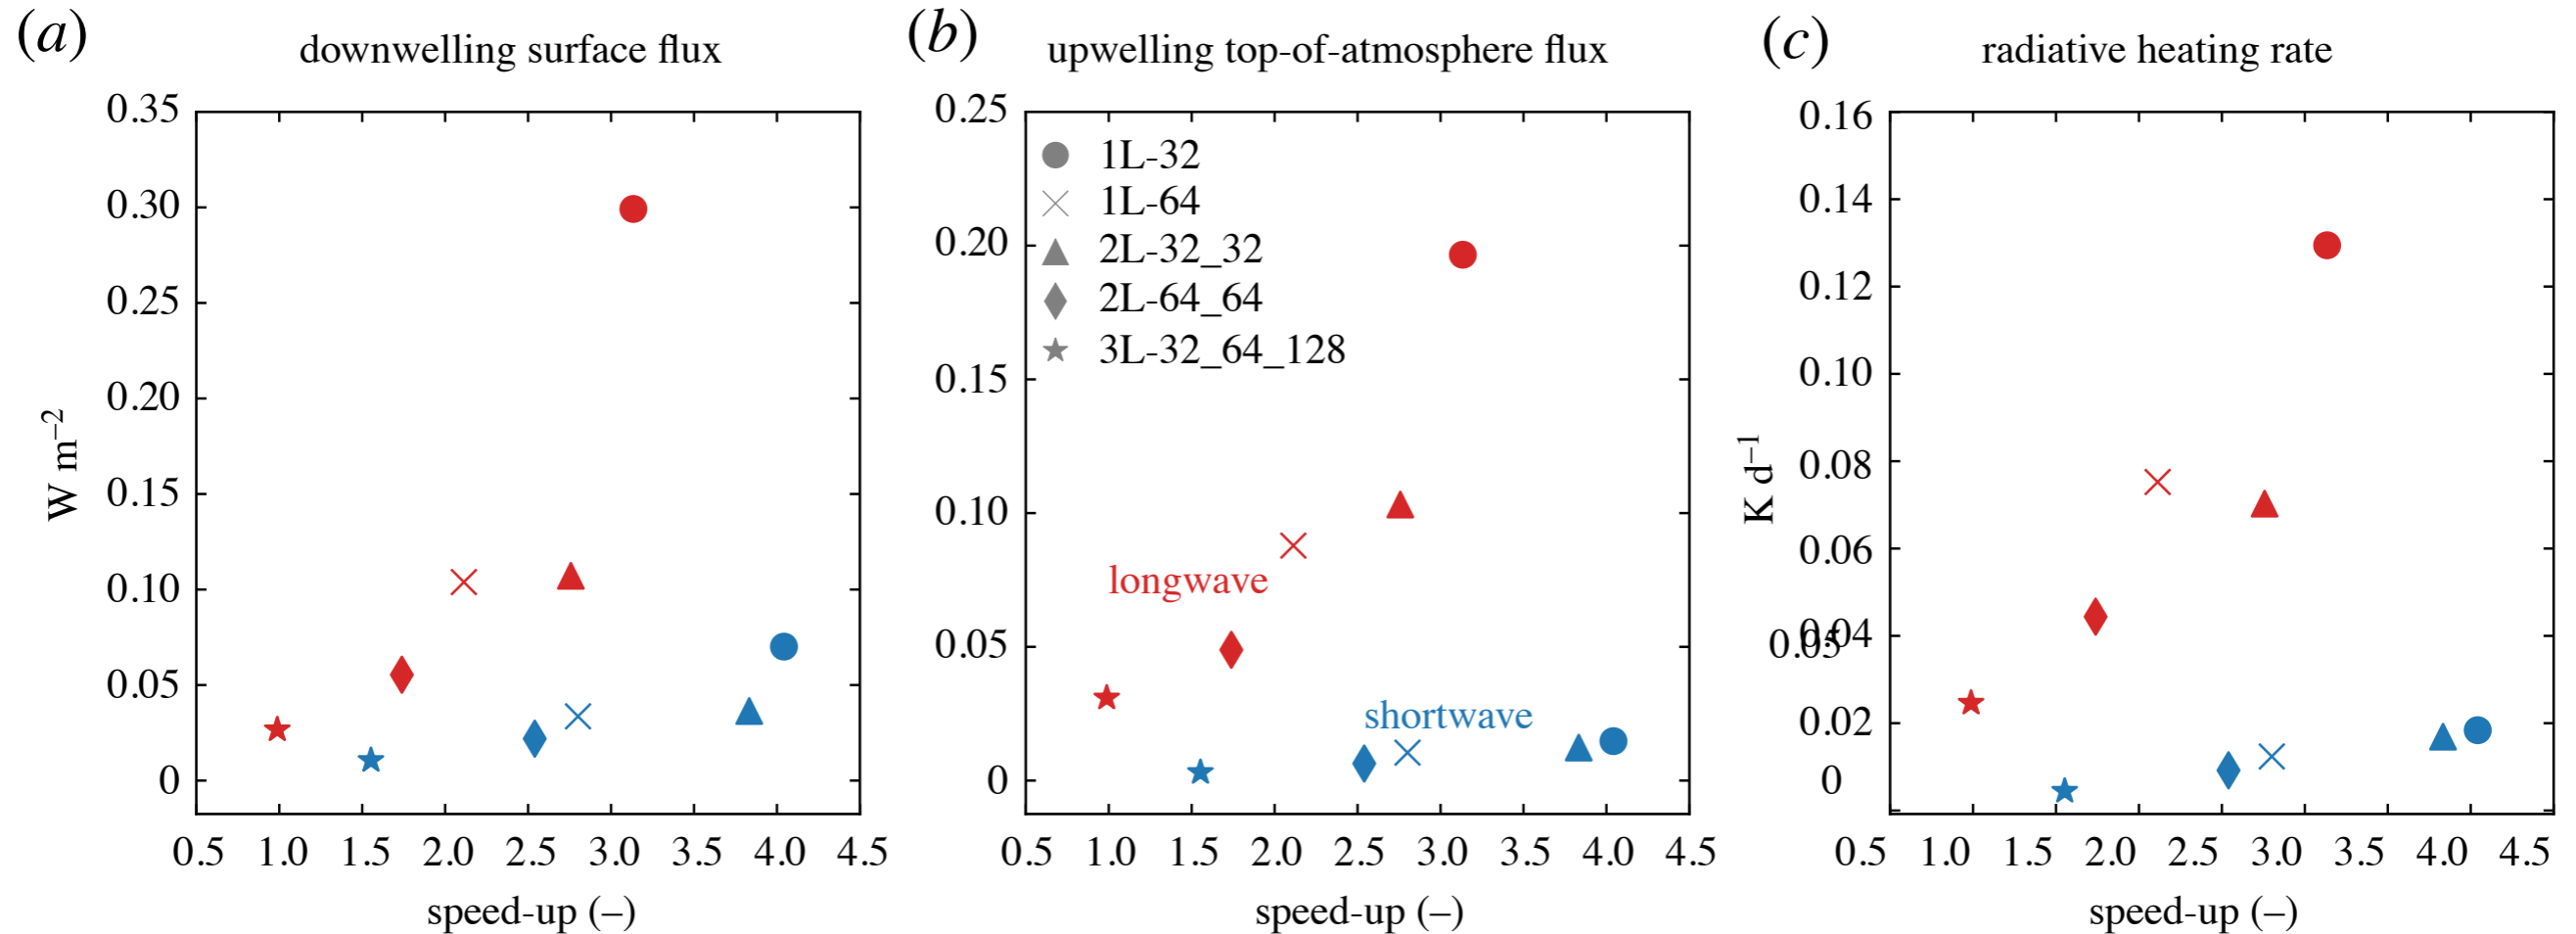 (a)
downwelling surface flux
0.35
0.30
0.25
0.20
0.15
0.10
0.05
0
W m−2
0.5 1.0 1.5 2.0 2.5 3.0 3.5 4.0 4.5
speed-up (–)
(b)
upwelling top-of-atmosphere flux
0.25
0.20
0.15
0.10
0.05
0
1L-32
1L-64
2L-32_32
2L-64_64
3L-32_64_128
longwave
shortwave
0.5 1.0 1.5 2.0 2.5 3.0 3.5 4.0 4.5
speed-up (–)
(c)
radiative heating rate
0.16
0.14
0.12
0.10
0.08
0.06
0.04
0.05
0.02
0
K d−1
0.5 1.0 1.5 2.0 2.5 3.0 3.5 4.0 4.5
speed-up (–)